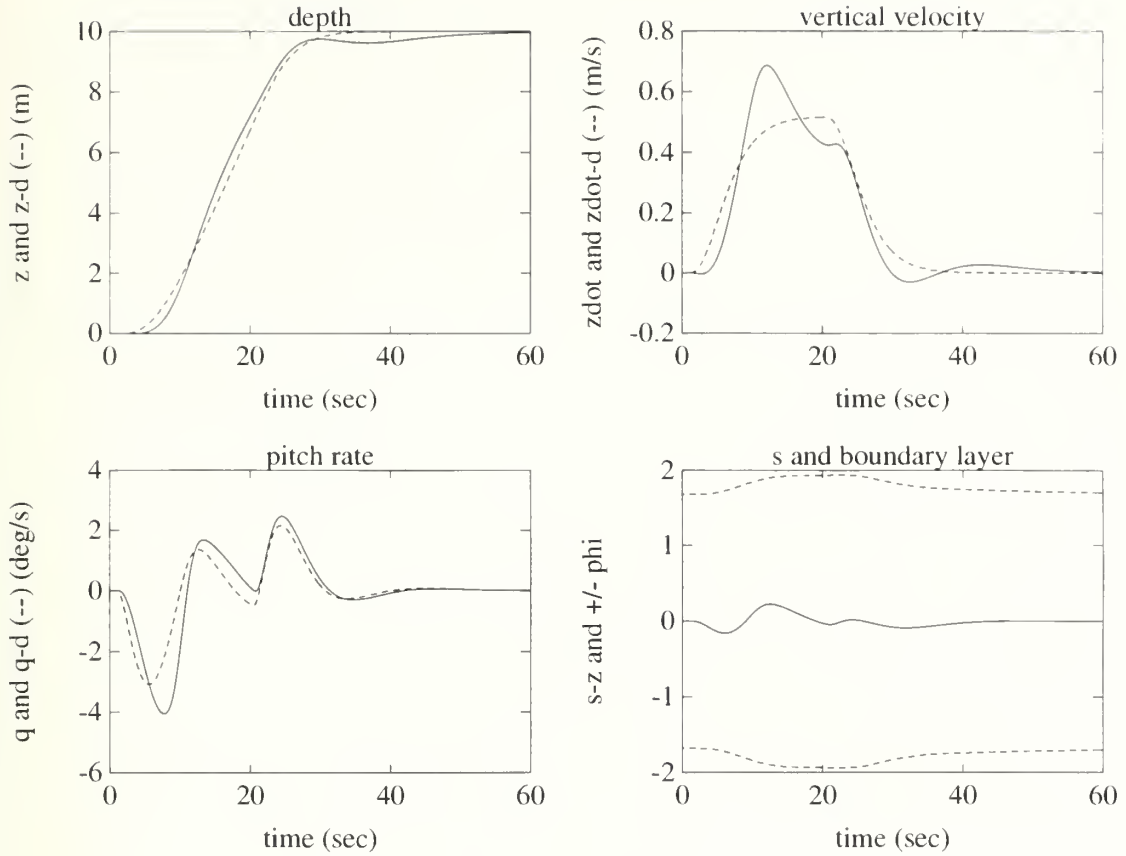 depth
z and z-d (--) (m)
10
8
6
4
2
0
0 20 40 60
time (sec)
vertical velocity
zdot and zdot-d (--) (m/s)
0.8
0.6
0.4
0.2
0
-0.2
0 20 40 60
time (sec)
pitch rate
q and q-d (--) (deg/s)
4
2
0
-2
-4
-6
0 20 40 60
time (sec)
s and boundary layer
s-z and +/- phi
2
1
0
-1
-2
0 20 40 60
time (sec)